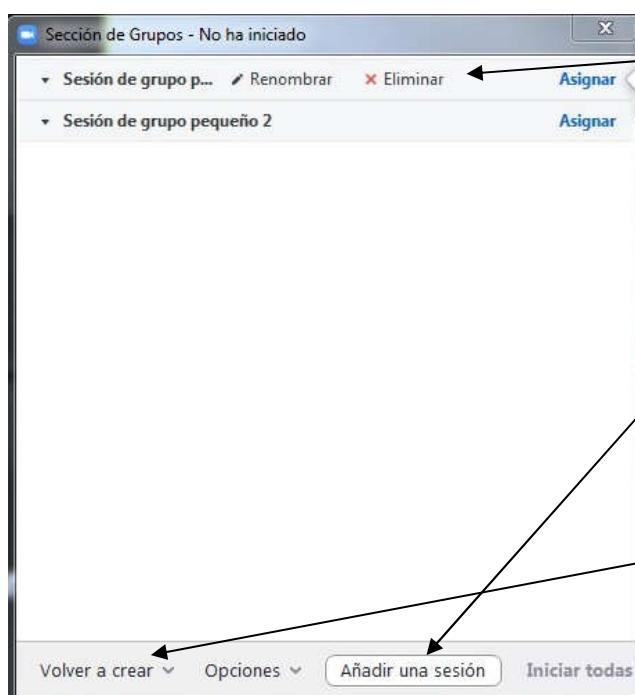 Sección de Grupos - No ha iniciado
Sesión de grupo p... Renombrar Eliminar Asignar
Sesión de grupo pequeño 2 Asignar
Volver a crear Opciones Añadir una sesión Iniciar todas